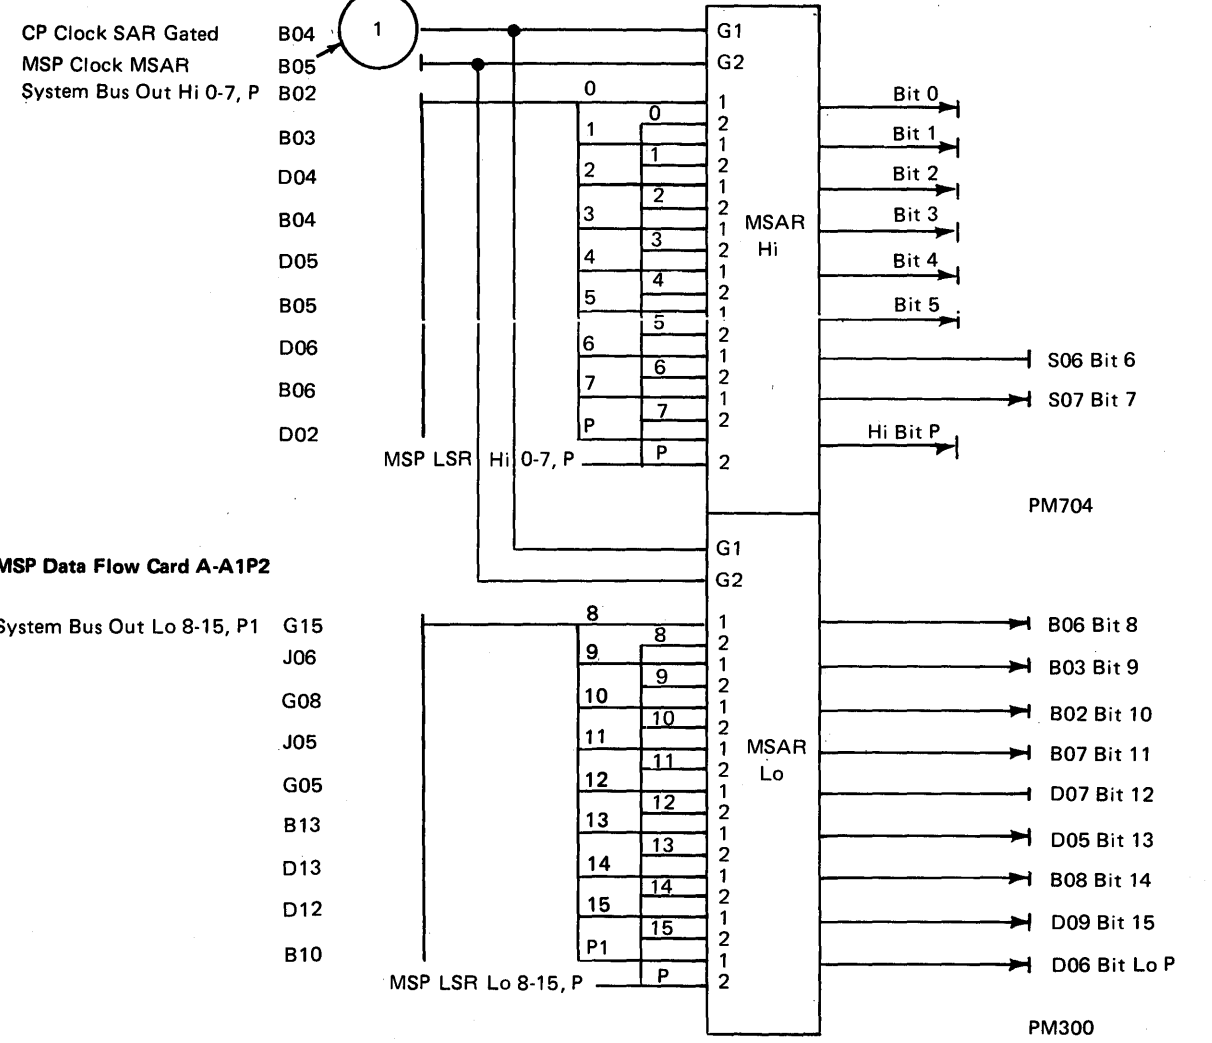 CP Clock SAR Gated B04 1 G1
MSP Clock MSAR B05 G2
System Bus Out Hi 0-7, P B02 0 1 Bit 0
0 2
B03 1 1 Bit 1
1 2
D04 2 1 Bit 2
2 2
B04 3 1 Bit 3
MSAR
Hi
3 2
D05 4 1 Bit 4
4 2
B05 5 1 Bit 5
5 2
D06 6 1 S06 Bit 6
6 2
B06 7 1 S07 Bit 7
7 2
D02 P Hi Bit P
MSP LSR Hi 0-7, P P 2
PM704
G1
MSP Data Flow Card A-A1P2
G2
System Bus Out Lo 8-15, P1 G15 8 1 B06 Bit 8
8 2
J06 9 1 B03 Bit 9
9 2
G08 10 1 B02 Bit 10
10 2
J05 11 1 B07 Bit 11
MSAR
Lo
11 2
G05 12 1 D07 Bit 12
12 2
B13 13 1 D05 Bit 13
13 2
D13 14 1 B08 Bit 14
14 2
D12 15 1 D09 Bit 15
15 2
B10 P1 1 D06 Bit Lo P
MSP LSR Lo 8-15, P P 2
PM300